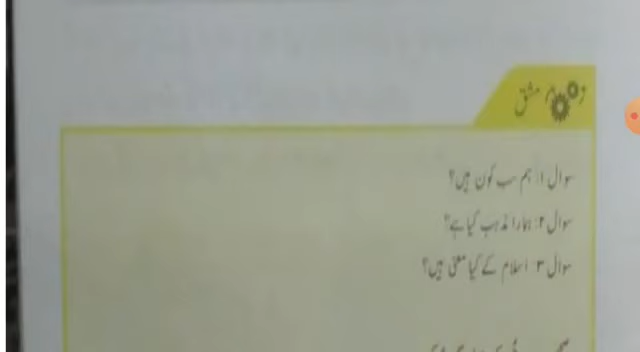 مشق
سوال ۱: ہم سب کون ہیں؟
سوال ۲: ہمارا مذہب کیا ہے؟
سوال ۳: اسلام کے کیا معنی ہیں؟